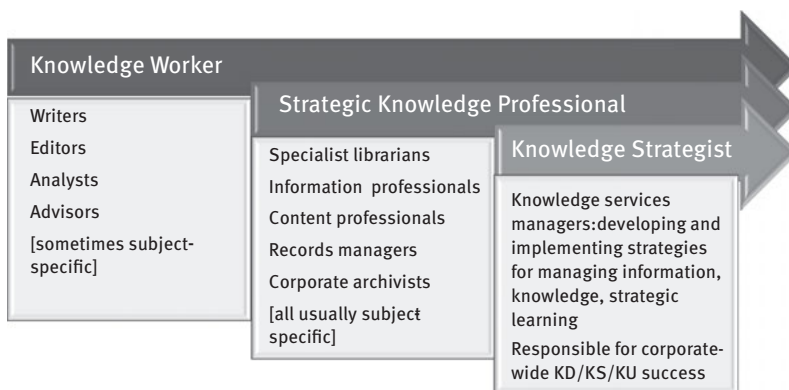 Knowledge Worker
Writers
Editors
Analysts
Advisors
[sometimes subject-
specific]
Strategic Knowledge Professional
Specialist librarians
Information professionals
Content professionals
Records managers
Corporate archivists
[all usually subject
specific]
Knowledge Strategist
Knowledge services
managers:developing and
implementing strategies
for managing information,
knowledge, strategic
learning
Responsible for corporate-
wide KD/KS/KU success